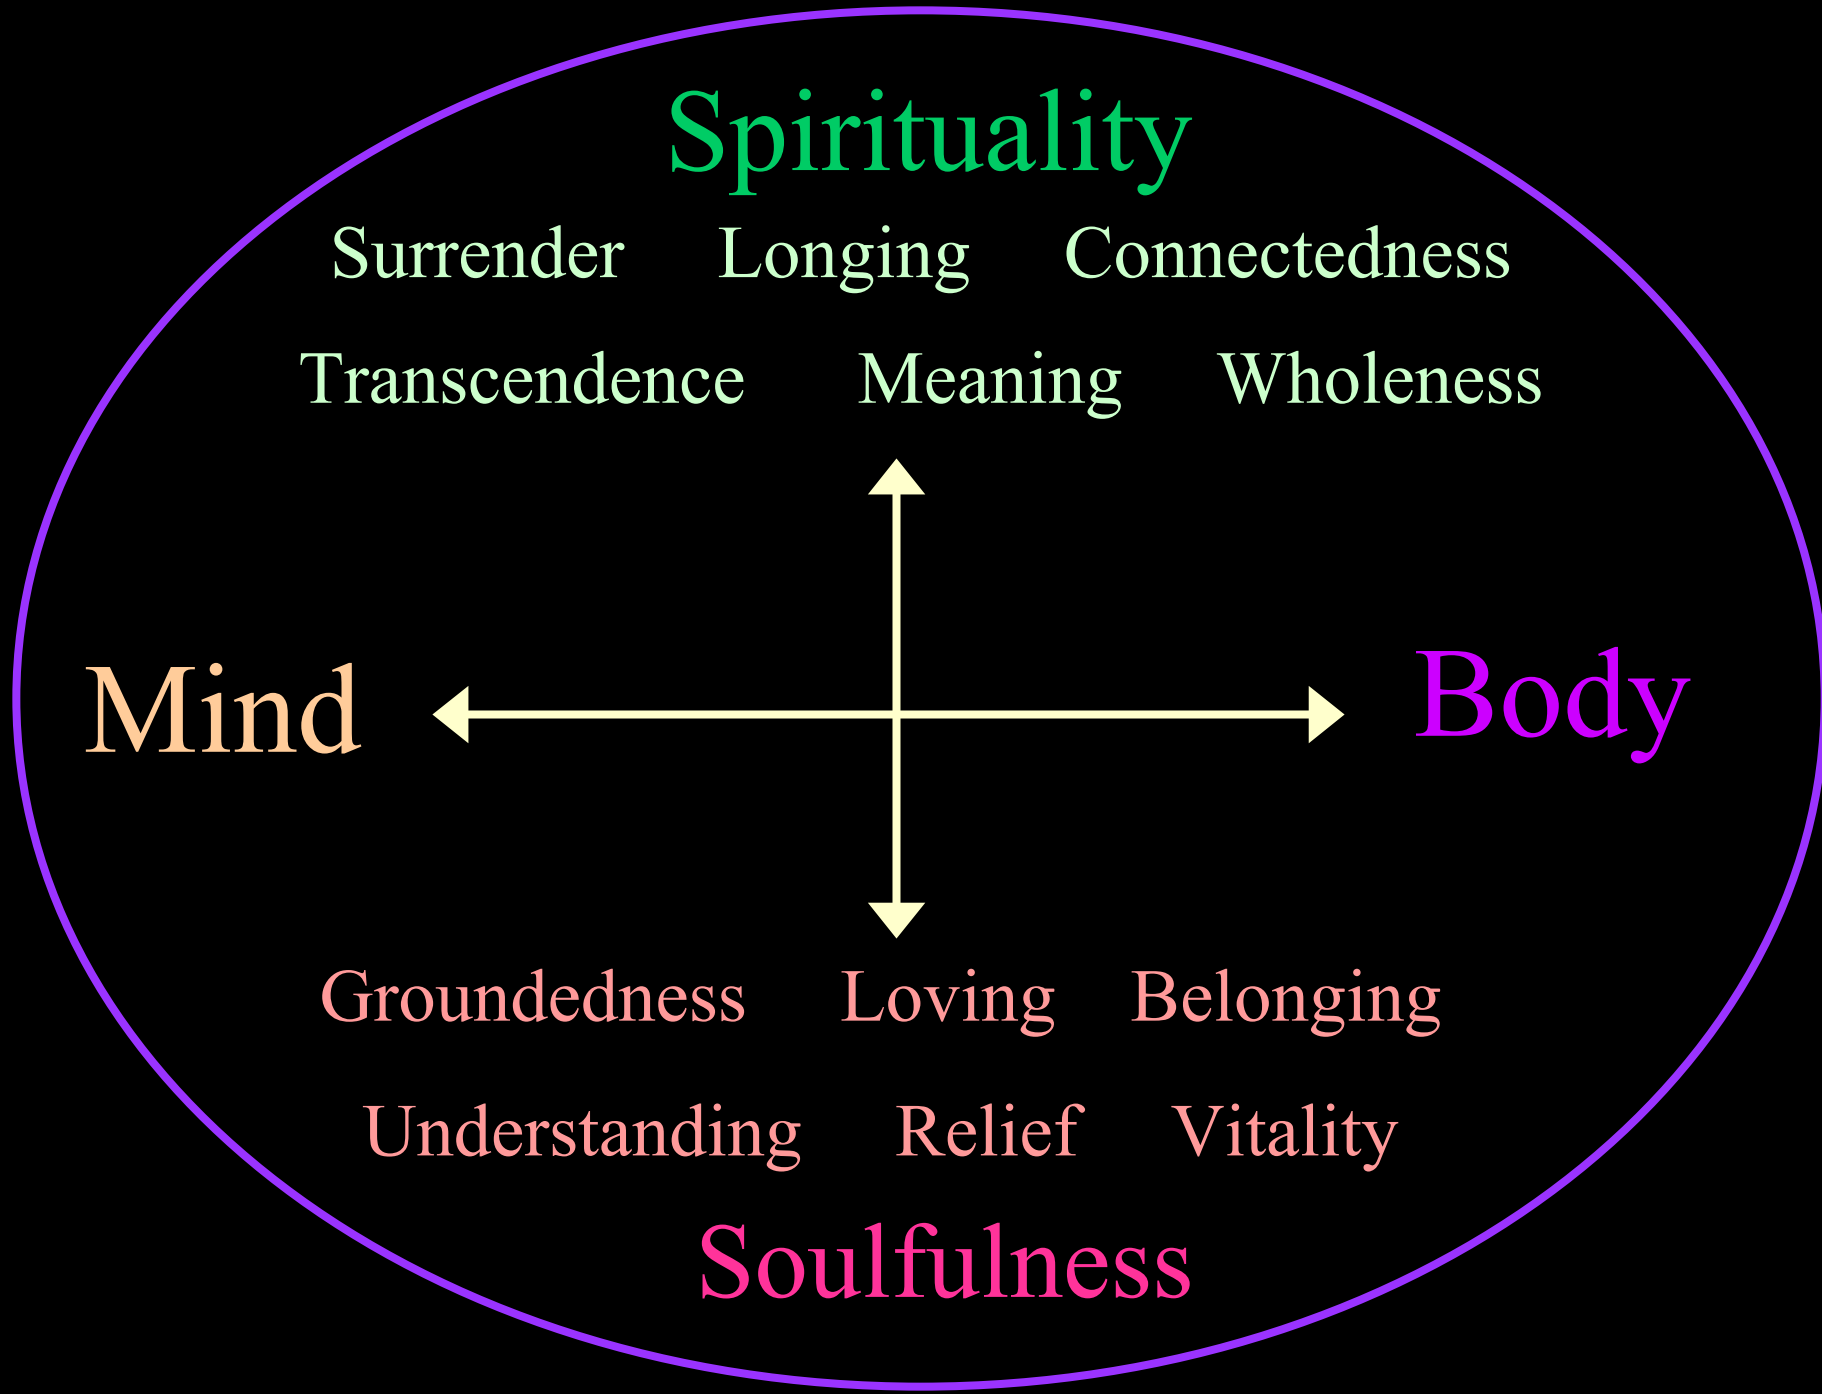 Spirituality
Surrender Longing Connectedness
Transcendence Meaning Wholeness
Mind Body
Groundedness Loving Belonging
Understanding Relief Vitality
Soulfulness